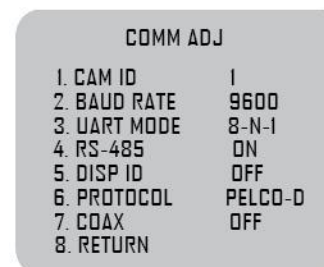 COMM ADJ
1. CAM ID 1
2. BAUD RATE 9600
3. UART MODE 8-N-1
4. RS-485 ON
5. DISP ID OFF
6. PROTOCOL PELCO-D
7. COAX OFF
8. RETURN